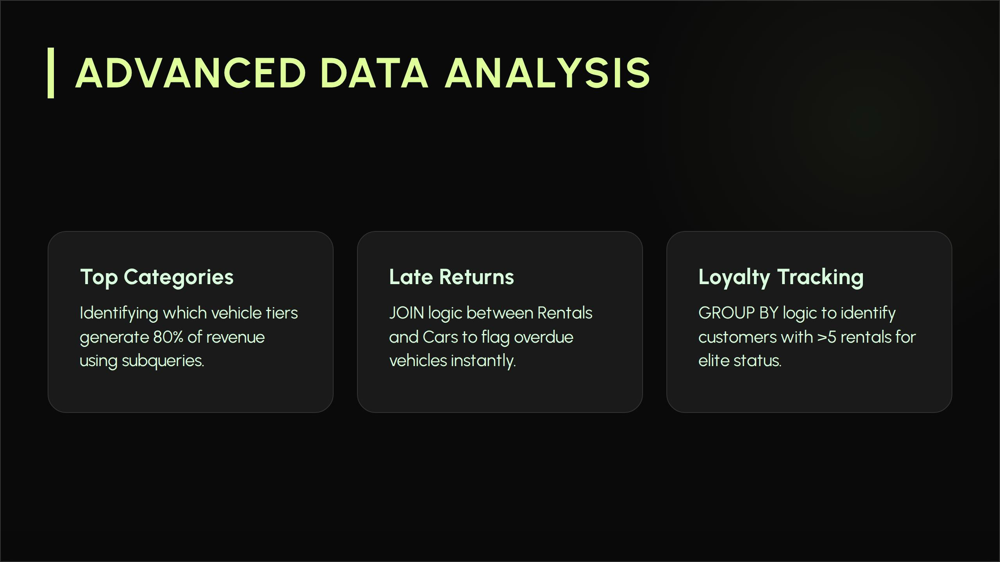 ADVANCED DATA ANALYSIS
Top Categories
Identifying which vehicle tiers
generate 80% of revenue
using subqueries.
Late Returns
JOIN logic between Rentals
and Cars to flag overdue
vehicles instantly.
Loyalty Tracking
GROUP BY logic to identify
customers with >5 rentals for
elite status.